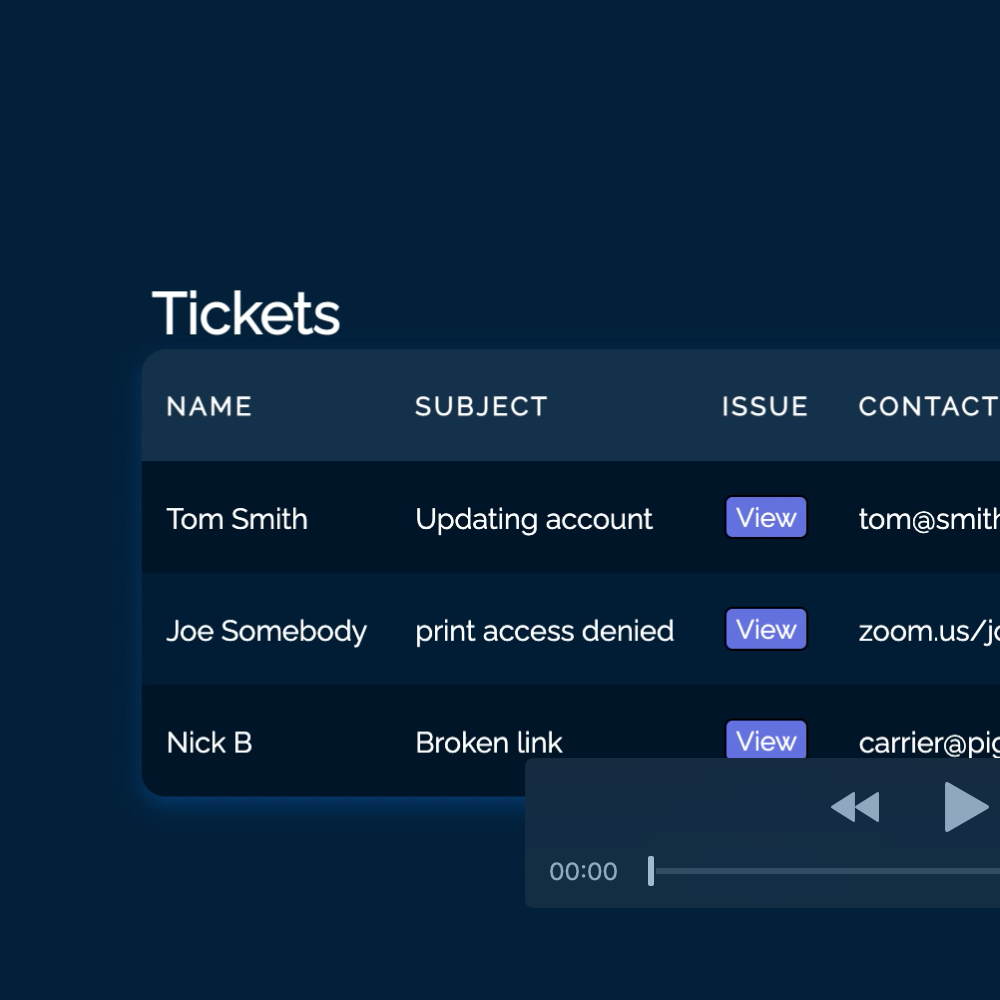 Tickets
NAME SUBJECT ISSUE CONTACT
Tom Smith Updating account View tom@smith
Joe Somebody print access denied View zoom.us/jo
Nick B Broken link View carrier@pig
00:00